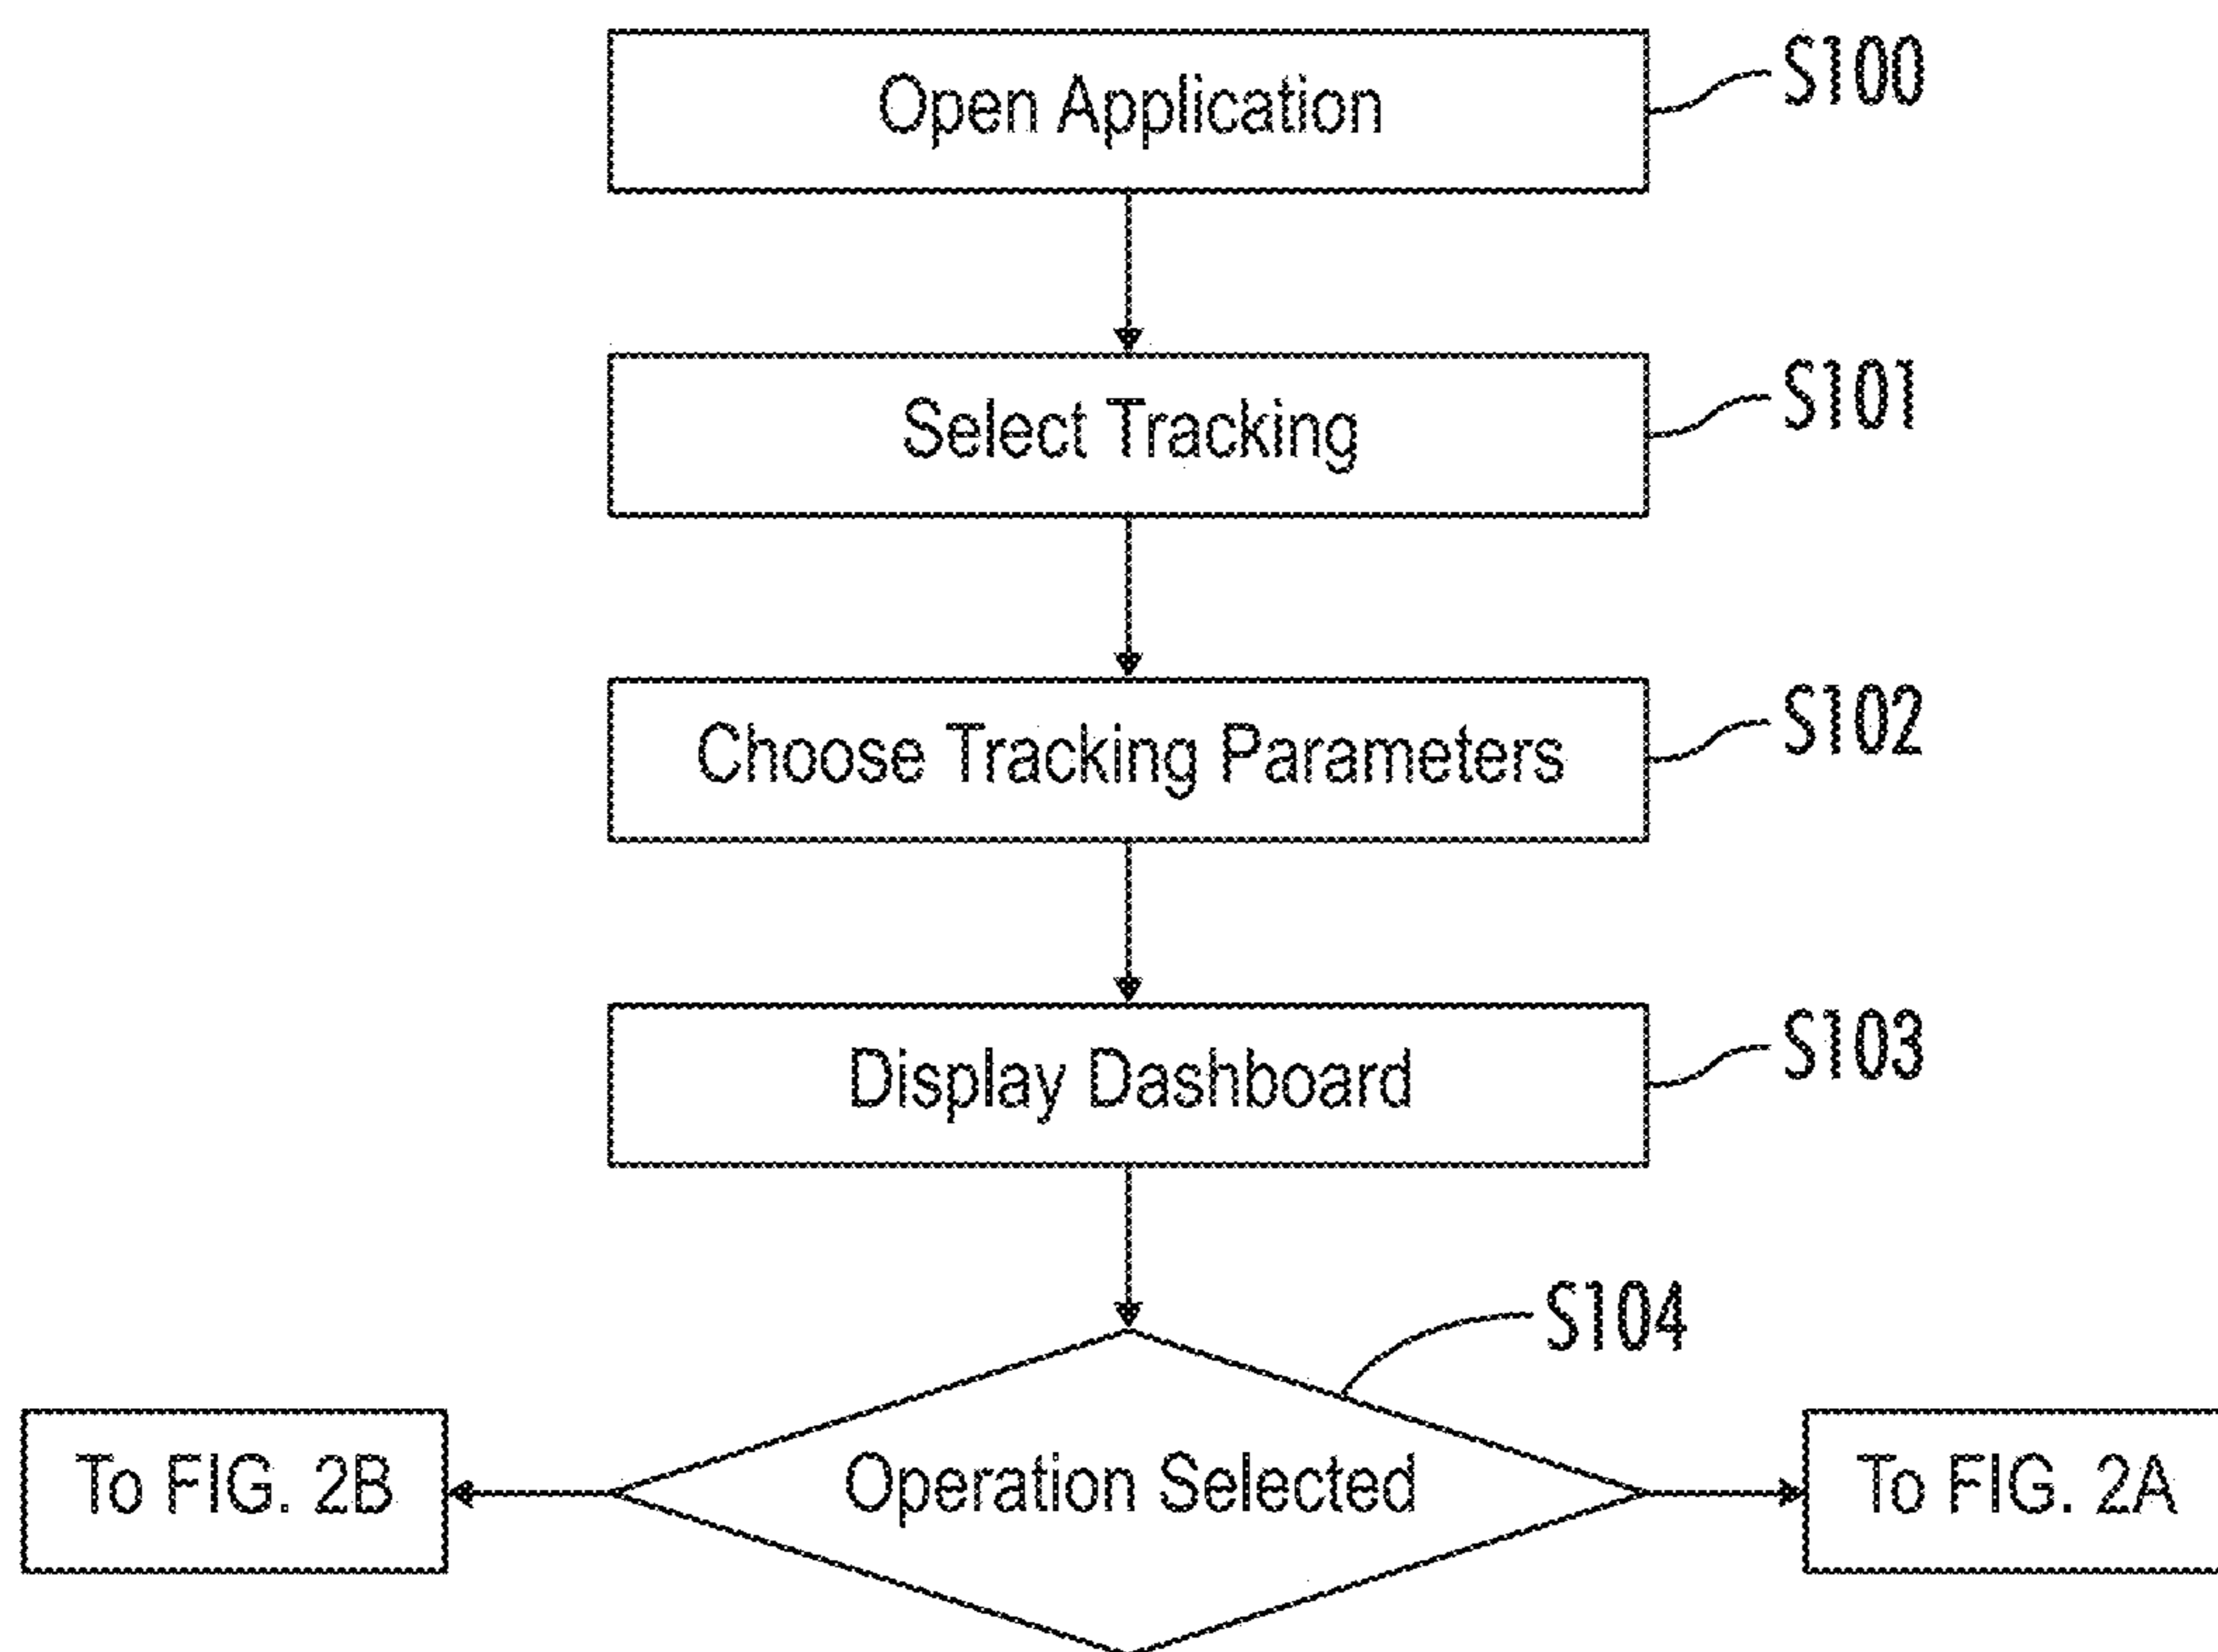 Open Application
S100
Select Tracking
S101
Choose Tracking Parameters
S102
Display Dashboard
S103
S104
To FIG. 2B
Operation Selected
To FIG. 2A